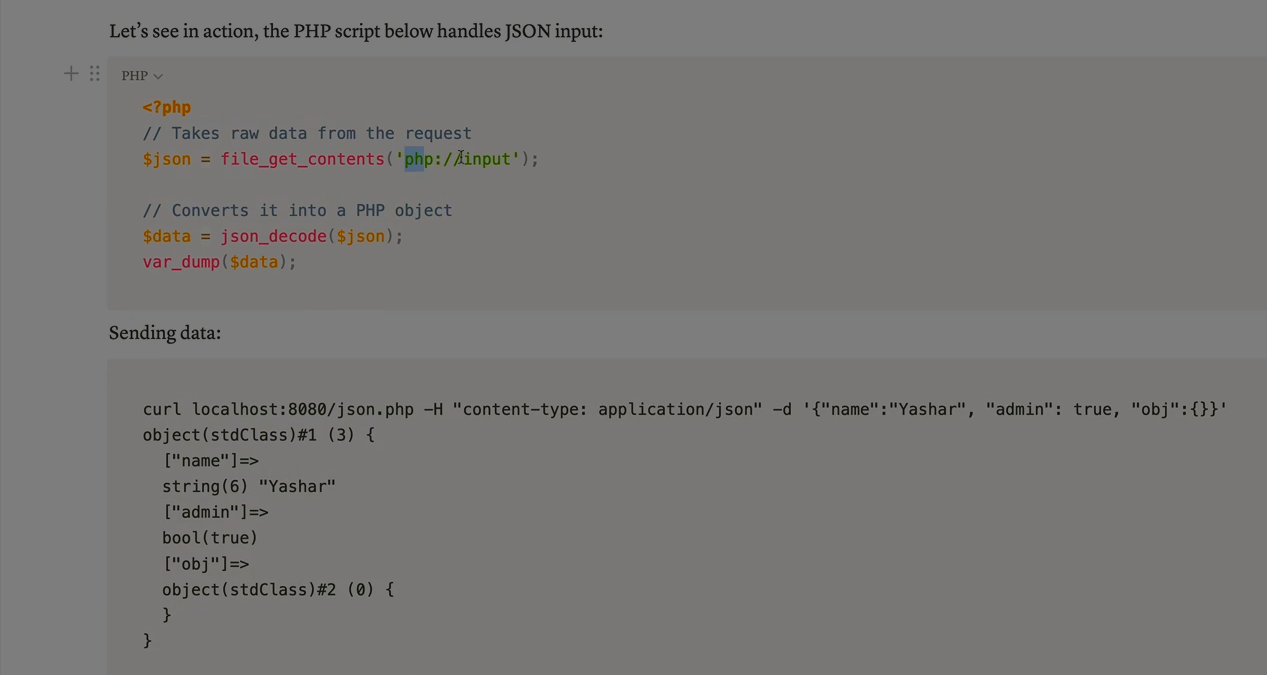 Let’s see in action, the PHP script below handles JSON input:
PHP
<?php
// Takes raw data from the request
$json = file_get_contents('php://input');
// Converts it into a PHP object
$data = json_decode($json);
var_dump($data);
Sending data:
curl localhost:8080/json.php -H "content-type: application/json" -d '{"name":"Yashar", "admin": true, "obj":{}}'
object(stdClass)#1 (3) {
  ["name"]=>
  string(6) "Yashar"
  ["admin"]=>
  bool(true)
  ["obj"]=>
  object(stdClass)#2 (0) {
  }
}